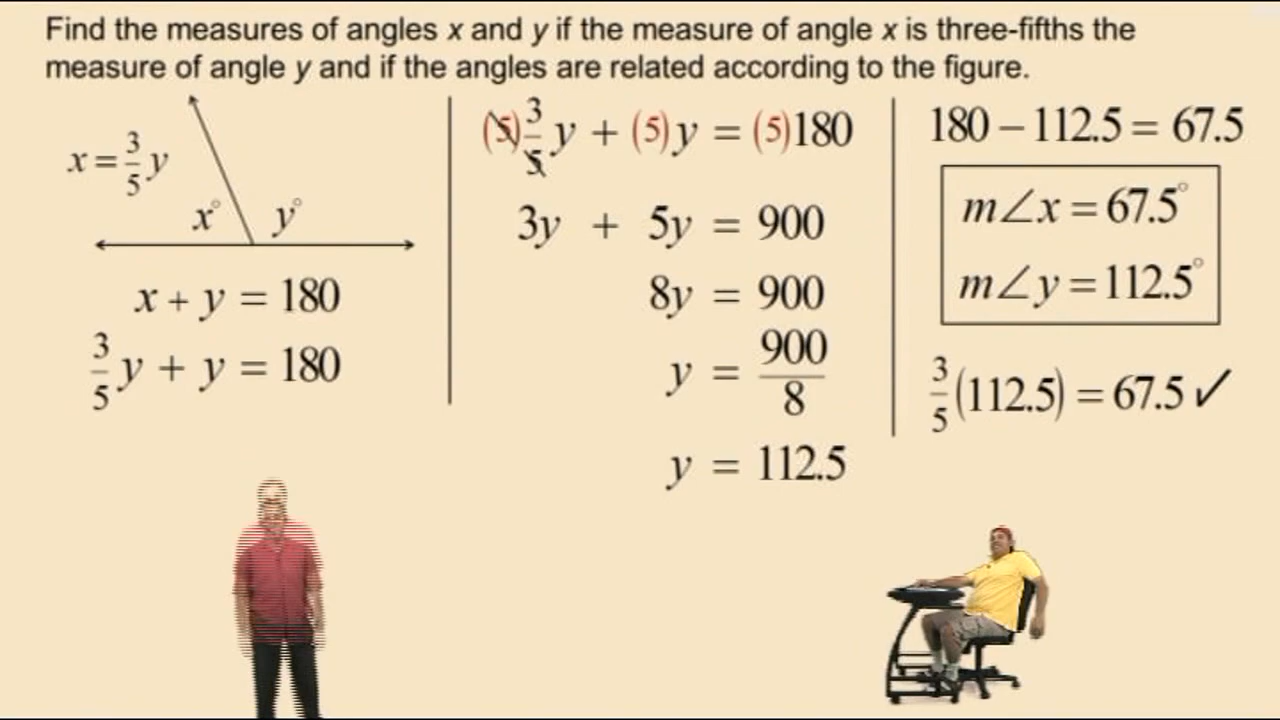 Find the measures of angles x and y if the measure of angle x is three-fifths the
measure of angle y and if the angles are related according to the figure.
x = 3/5 y
x° y°
x + y = 180
3/5 y + y = 180
(5) 3/5 y + (5)y = (5)180
3y + 5y = 900
8y = 900
y = 900/8
y = 112.5
180 – 112.5 = 67.5
m∠x = 67.5°
m∠y = 112.5°
3/5 (112.5) = 67.5 ✓